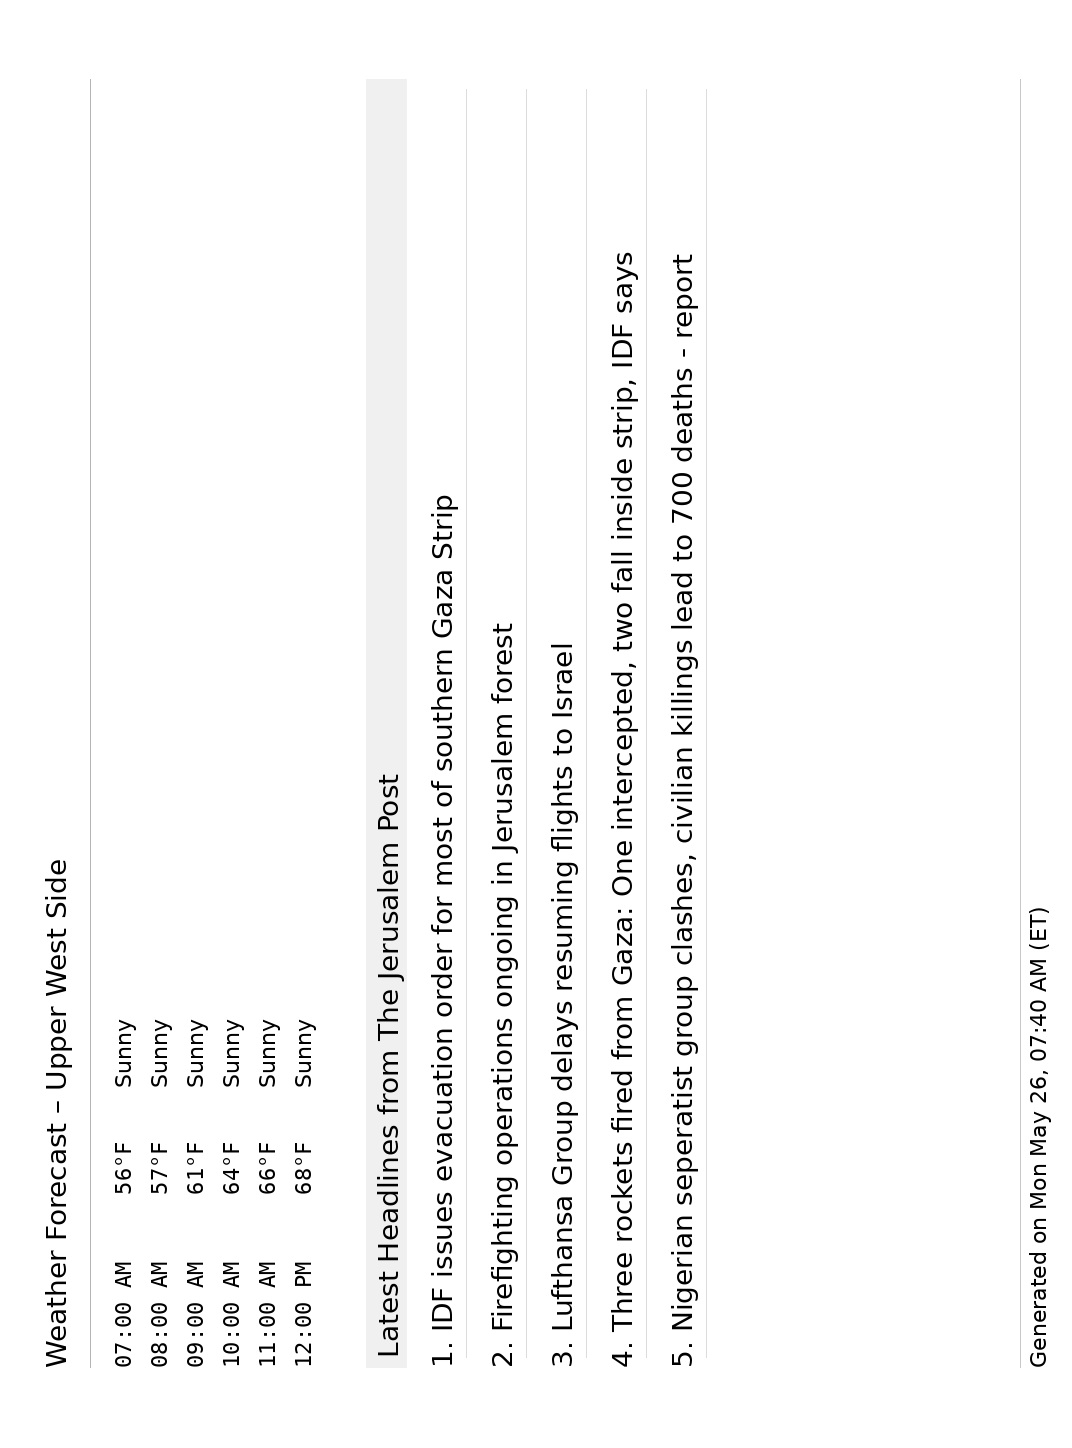 Weather Forecast – Upper West Side
07:00 AM 56°F Sunny
08:00 AM 57°F Sunny
09:00 AM 61°F Sunny
10:00 AM 64°F Sunny
11:00 AM 66°F Sunny
12:00 PM 68°F Sunny
Latest Headlines from The Jerusalem Post
1. IDF issues evacuation order for most of southern Gaza Strip
2. Firefighting operations ongoing in Jerusalem forest
3. Lufthansa Group delays resuming flights to Israel
4. Three rockets fired from Gaza: One intercepted, two fall inside strip, IDF says
5. Nigerian seperatist group clashes, civilian killings lead to 700 deaths - report
Generated on Mon May 26, 07:40 AM (ET)